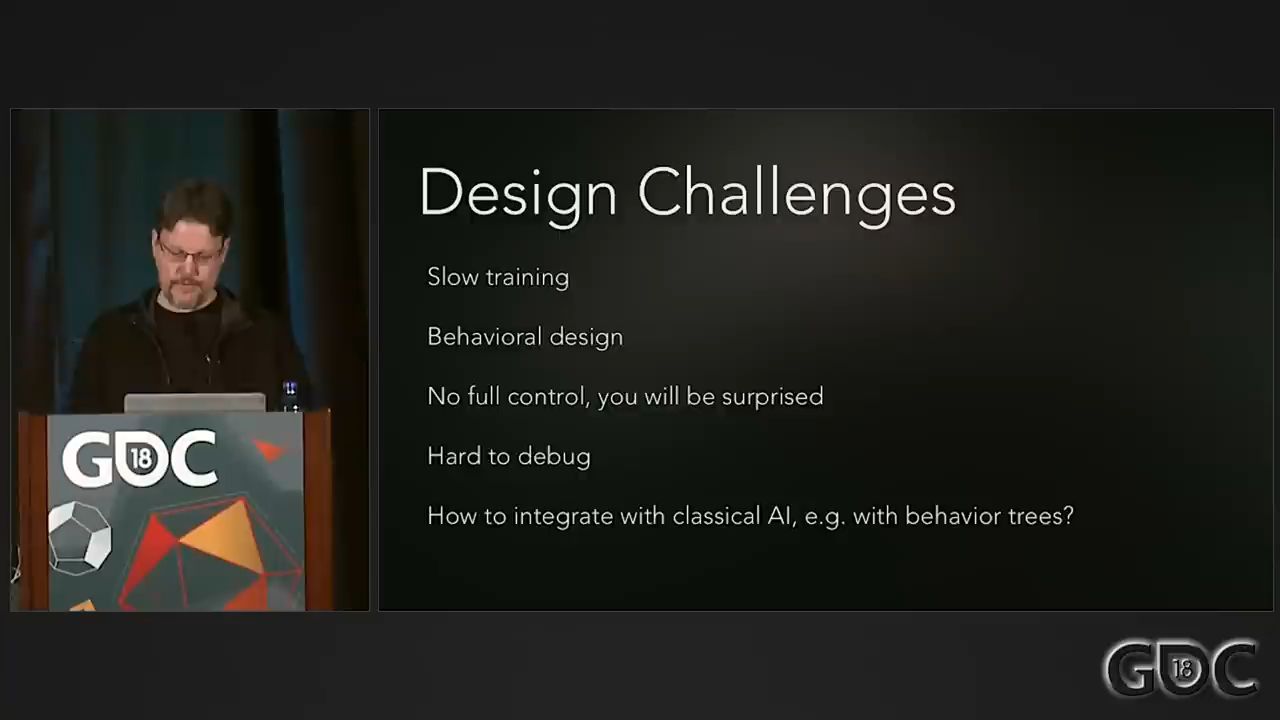 Design Challenges
Slow training
Behavioral design
No full control, you will be surprised
Hard to debug
How to integrate with classical AI, e.g. with behavior trees?
GDC 18
GDC 18